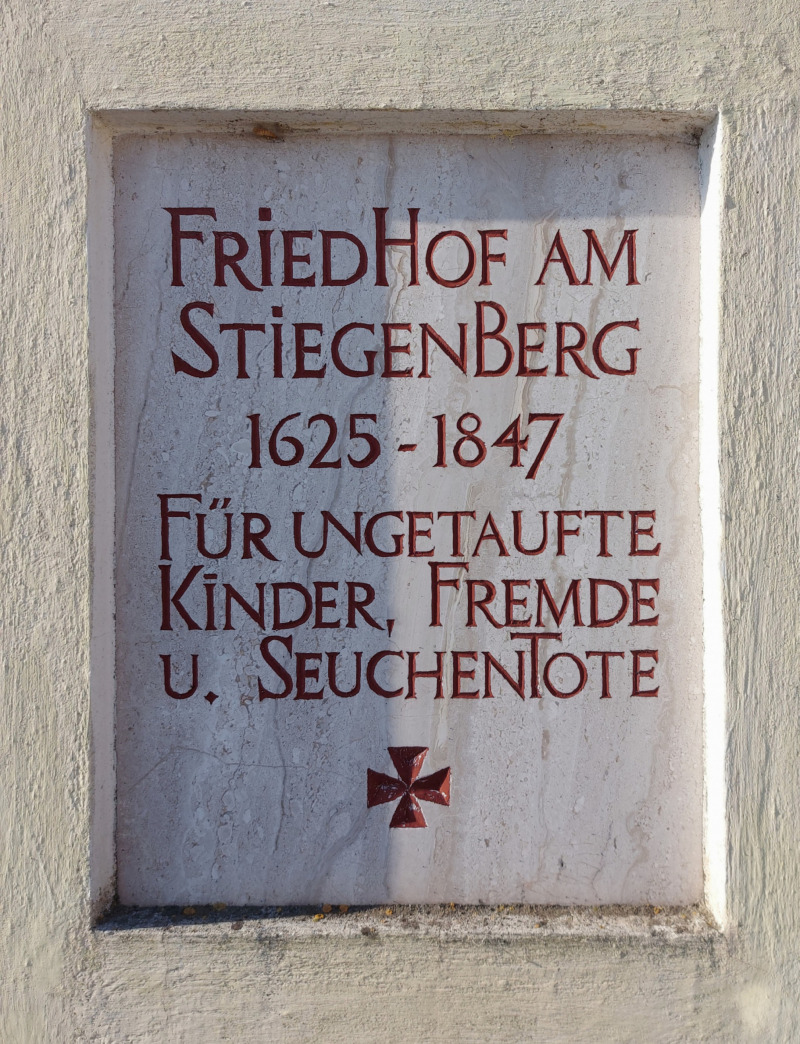 FRiEDHOF AM
STiEGENBERG
1625 - 1847
FÜR UNGETAUFTE
KiNDER, FREMDE
U. SEUCHENTOTE